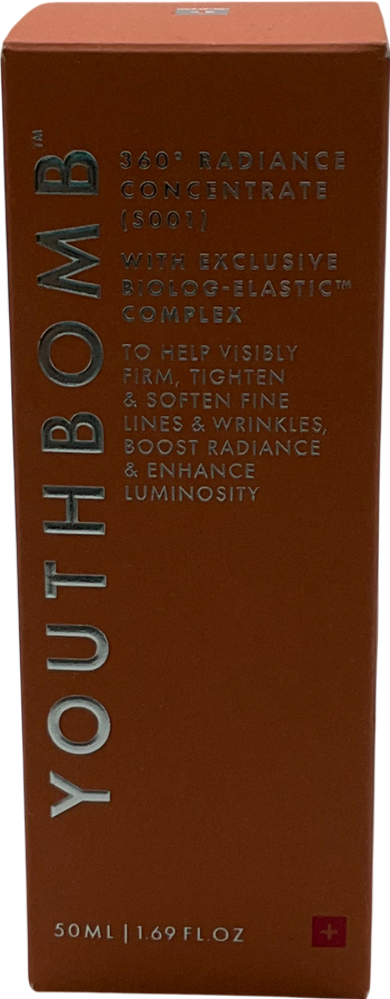 YOUTHBOMB™
360° RADIANCE
CONCENTRATE
(S001)
WITH EXCLUSIVE
BIOLOG-ELASTIC™
COMPLEX
TO HELP VISIBLY
FIRM, TIGHTEN
& SOFTEN FINE
LINES & WRINKLES,
BOOST RADIANCE
& ENHANCE
LUMINOSITY
50ML | 1.69 FL.OZ